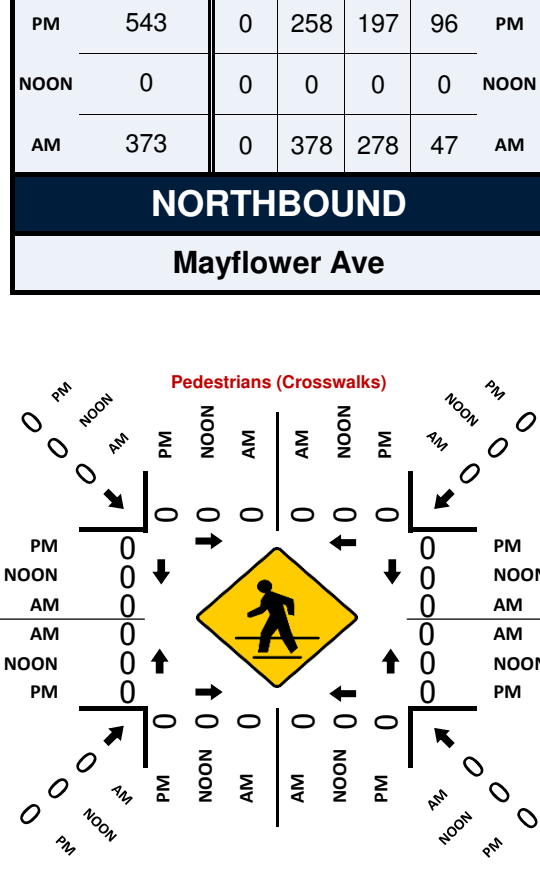 PM 543 0 258 197 96 PM
NOON 0 0 0 0 0 NOON
AM 373 0 378 278 47 AM
NORTHBOUND
Mayflower Ave
Pedestrians (Crosswalks)
PM NOON AM
0 0 0
PM NOON AM AM NOON PM
0 0 0 0 0 0
NOON PM AM
0 0 0
PM 0 0 PM
NOON 0 0 NOON
AM 0 0 AM
AM 0 0 AM
NOON 0 0 NOON
PM 0 0 PM
0 0 0 0 0 0
PM NOON AM AM NOON PM
0 0 0
AM NOON PM
0 0 0
AM NOON PM